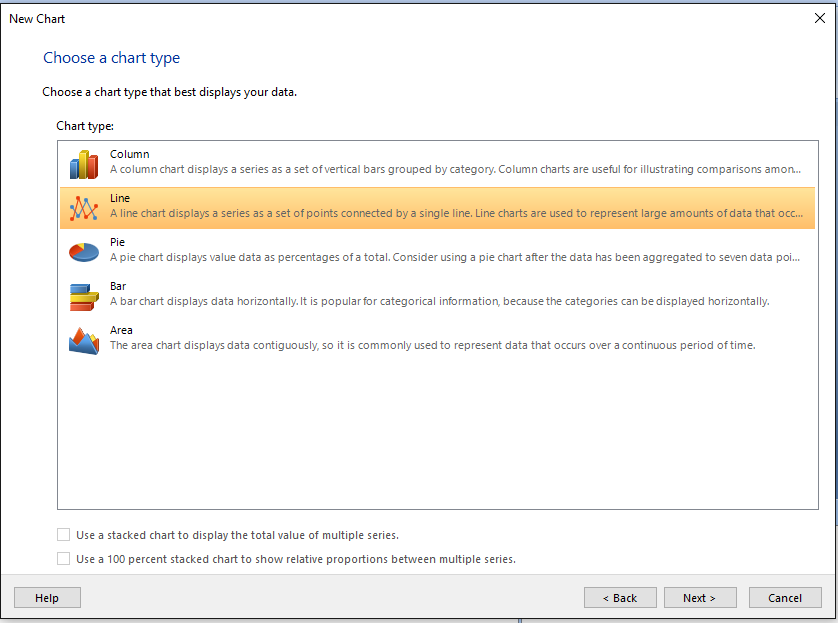 New Chart
Choose a chart type
Choose a chart type that best displays your data.
Chart type:
Column
A column chart displays a series as a set of vertical bars grouped by category. Column charts are useful for illustrating comparisons amon...
Line
A line chart displays a series as a set of points connected by a single line. Line charts are used to represent large amounts of data that occ...
Pie
A pie chart displays value data as percentages of a total. Consider using a pie chart after the data has been aggregated to seven data poi...
Bar
A bar chart displays data horizontally. It is popular for categorical information, because the categories can be displayed horizontally.
Area
The area chart displays data contiguously, so it is commonly used to represent data that occurs over a continuous period of time.
Use a stacked chart to display the total value of multiple series.
Use a 100 percent stacked chart to show relative proportions between multiple series.
Help < Back Next > Cancel